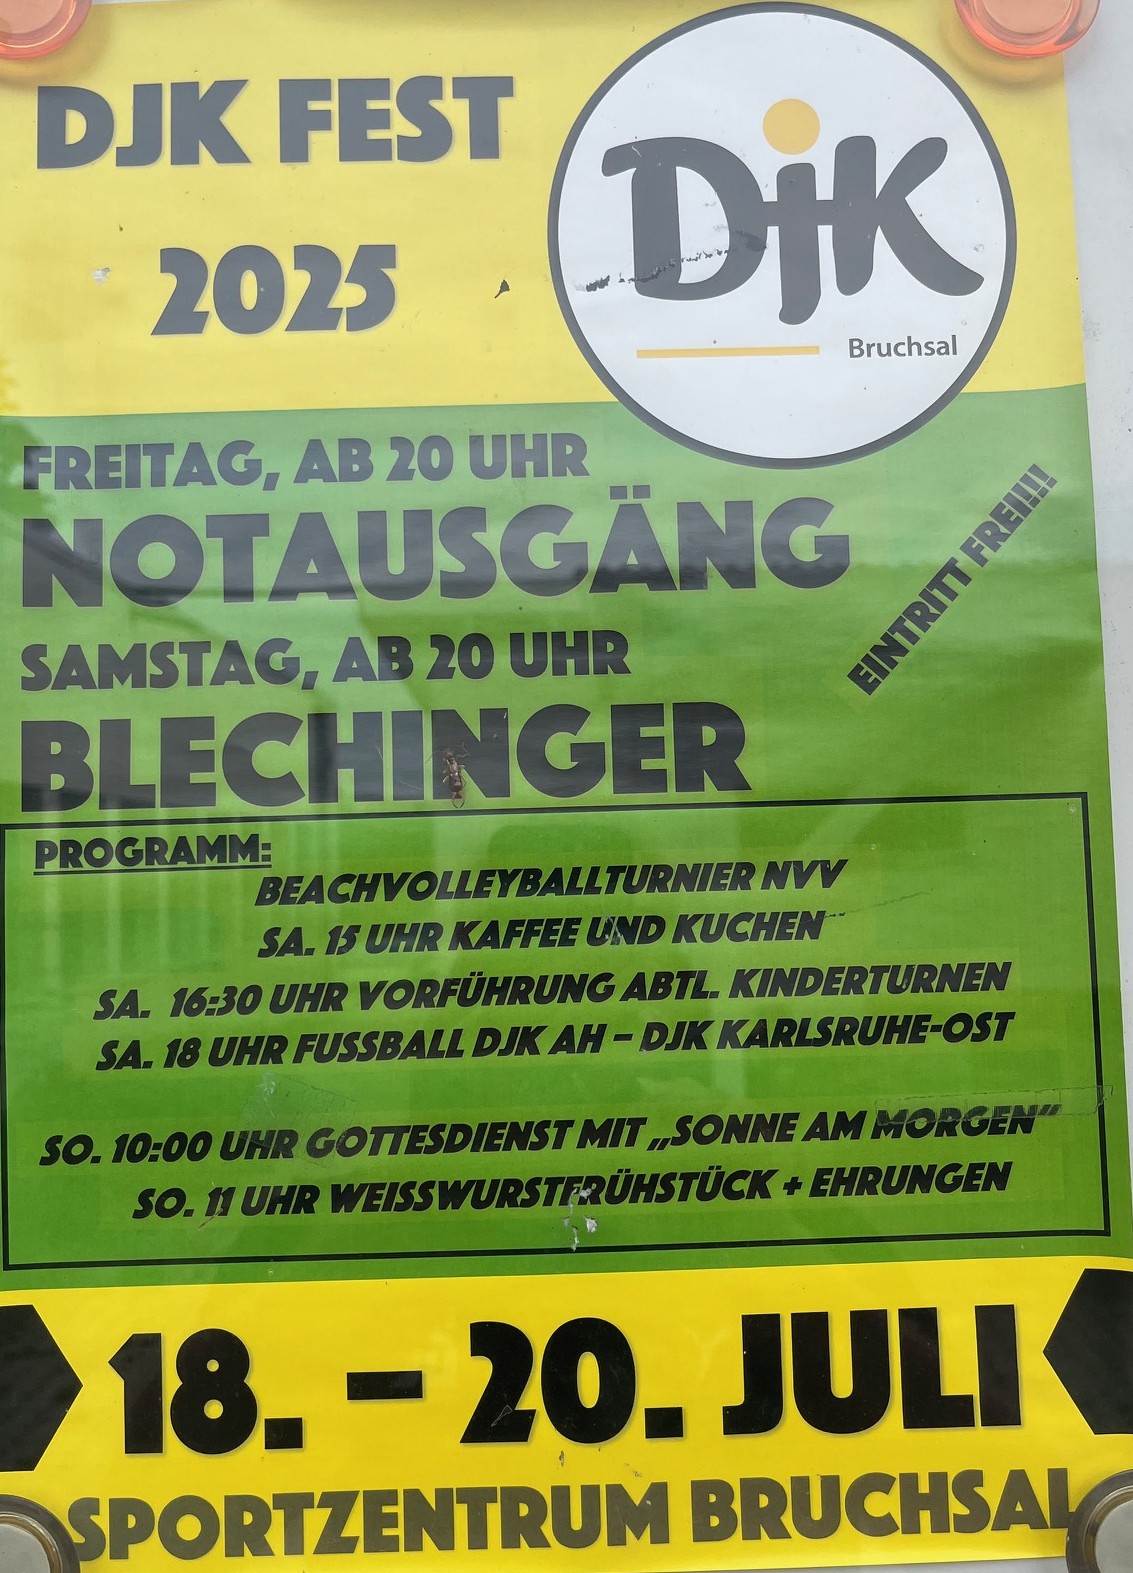 DJK FEST
2025
DJK
Bruchsal
FREITAG, AB 20 UHR
NOTAUSGÄNG
SAMSTAG, AB 20 UHR
BLECHINGER
EINTRITT FREI!!!!
PROGRAMM:
BEACHVOLLEYBALLTURNIER NVV
SA. 15 UHR KAFFEE UND KUCHEN
SA. 16:30 UHR VORFÜHRUNG ABTL. KINDERTURNEN
SA. 18 UHR FUSSBALL DJK AH – DJK KARLSRUHE-OST
SO. 10:00 UHR GOTTESDIENST MIT „SONNE AM MORGEN“
SO. 11 UHR WEISSWURSTFRÜHSTÜCK + EHRUNGEN
18. – 20. JULI
SPORTZENTRUM BRUCHSAL